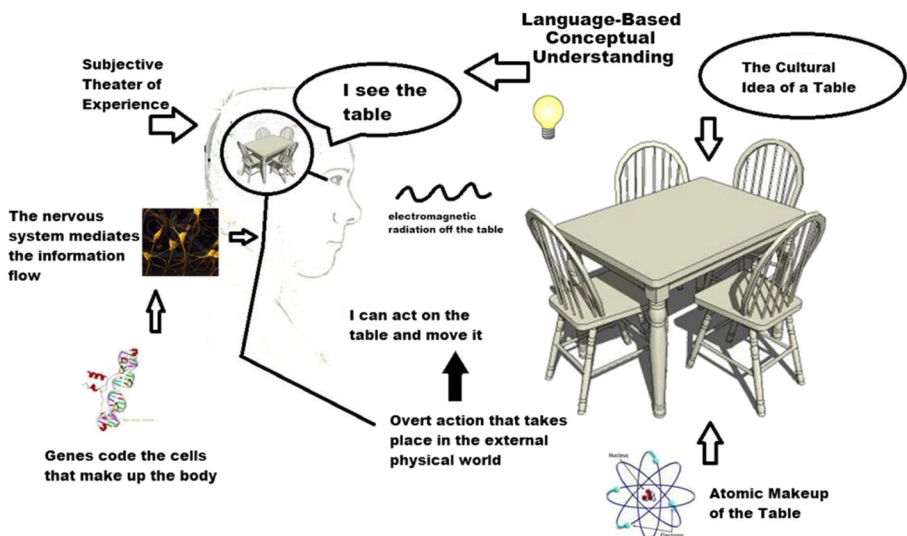 Language-Based
Conceptual
Understanding
The Cultural
Idea of a Table
Subjective
Theater of
Experience
I see the
table
The nervous
system mediates
the information
flow
electromagnetic
radiation off the table
I can act on the
table and move it
Genes code the cells
that make up the body
Overt action that takes
place in the external
physical world
Nucleus
Electrons
Atomic Makeup
of the Table